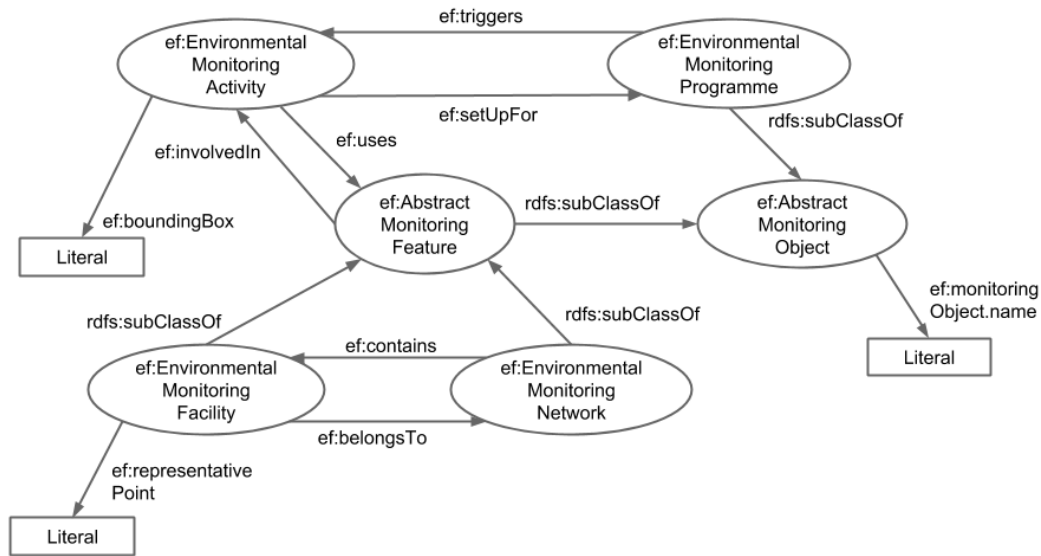 ef:triggers
ef:Environmental
Monitoring
Activity
ef:Environmental
Monitoring
Programme
ef:setUpFor
rdfs:subClassOf
ef:involvedIn
ef:uses
ef:boundingBox
Literal
ef:Abstract
Monitoring
Feature
rdfs:subClassOf
ef:Abstract
Monitoring
Object
ef:monitoring
Object.name
Literal
rdfs:subClassOf
rdfs:subClassOf
ef:contains
ef:Environmental
Monitoring
Facility
ef:Environmental
Monitoring
Network
ef:belongsTo
ef:representative
Point
Literal